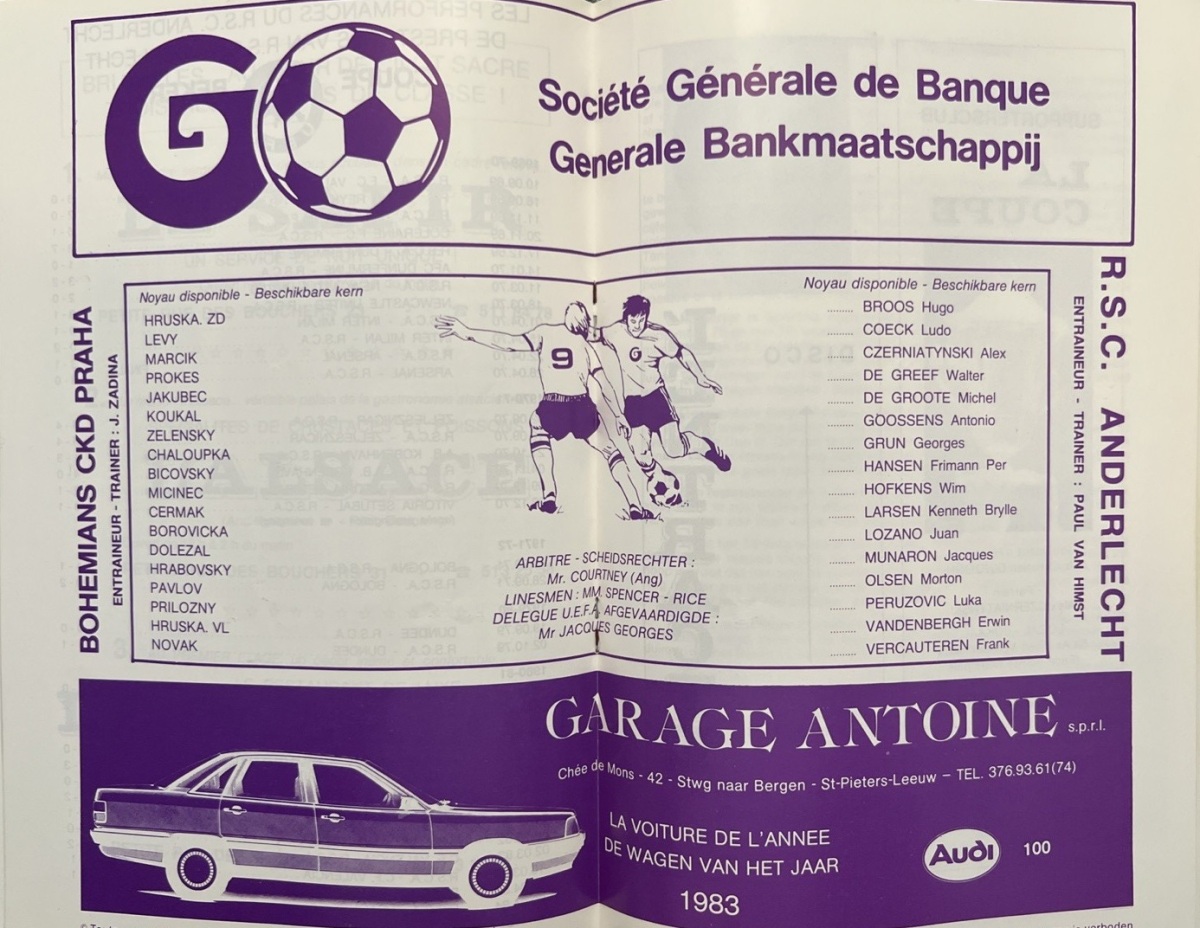 GO
Société Générale de Banque
Generale Bankmaatschappij
BOHEMIANS CKD PRAHA
ENTRAINEUR - TRAINER : J. ZADINA
Noyau disponible - Beschikbare kern
HRUSKA. ZD
LEVY
MARCIK
PROKES
JAKUBEC
KOUKAL
ZELENSKY
CHALOUPKA
BICOVSKY
MICINEC
CERMAK
BOROVICKA
DOLEZAL
HRABOVSKY
PAVLOV
PRILOZNY
HRUSKA. VL
NOVAK
9
G
ARBITRE - SCHEIDSRECHTER :
Mr. COURTNEY (Ang)
LINESMEN : MM. SPENCER - RICE
DELEGUE U.E.F.A. AFGEVAARDIGDE :
Mr JACQUES GEORGES
Noyau disponible - Beschikbare kern
........ BROOS Hugo
........ COECK Ludo
........ CZERNIATYNSKI Alex
........ DE GREEF Walter
........ DE GROOTE Michel
........ GOOSSENS Antonio
........ GRUN Georges
........ HANSEN Frimann Per
........ HOFKENS Wim
........ LARSEN Kenneth Brylle
........ LOZANO Juan
........ MUNARON Jacques
........ OLSEN Morton
........ PERUZOVIC Luka
........ VANDENBERGH Erwin
........ VERCAUTEREN Frank
R.S.C. ANDERLECHT
ENTRAINEUR - TRAINER : PAUL VAN HIMST
GARAGE ANTOINE s.p.r.l.
Chée de Mons - 42 - Stwg naar Bergen - St-Pieters-Leeuw – TEL. 376.93.61(74)
LA VOITURE DE L'ANNEE
DE WAGEN VAN HET JAAR
1983
Audi 100
verboden